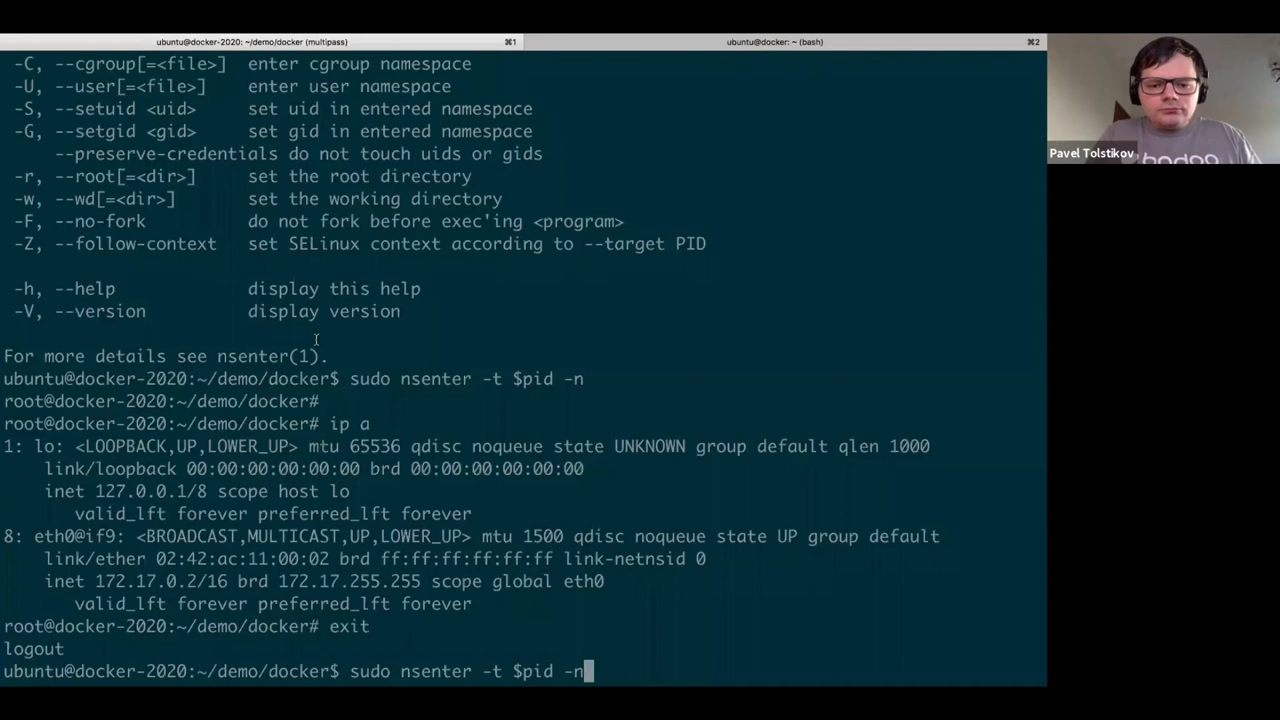 ubuntu@docker-2020: ~/demo/docker (multipass) ⌘1 ubuntu@docker: ~ (bash) ⌘2
-C, --cgroup[=<file>] enter cgroup namespace
-U, --user[=<file>] enter user namespace
-S, --setuid <uid> set uid in entered namespace
-G, --setgid <gid> set gid in entered namespace
--preserve-credentials do not touch uids or gids
-r, --root[=<dir>] set the root directory
-w, --wd[=<dir>] set the working directory
-F, --no-fork do not fork before exec'ing <program>
-Z, --follow-context set SELinux context according to --target PID
-h, --help display this help
-V, --version display version
For more details see nsenter(1).
ubuntu@docker-2020:~/demo/docker$ sudo nsenter -t $pid -n
root@docker-2020:~/demo/docker#
root@docker-2020:~/demo/docker# ip a
1: lo: <LOOPBACK,UP,LOWER_UP> mtu 65536 qdisc noqueue state UNKNOWN group default qlen 1000
link/loopback 00:00:00:00:00:00 brd 00:00:00:00:00:00
inet 127.0.0.1/8 scope host lo
valid_lft forever preferred_lft forever
8: eth0@if9: <BROADCAST,MULTICAST,UP,LOWER_UP> mtu 1500 qdisc noqueue state UP group default
link/ether 02:42:ac:11:00:02 brd ff:ff:ff:ff:ff:ff link-netnsid 0
inet 172.17.0.2/16 brd 172.17.255.255 scope global eth0
valid_lft forever preferred_lft forever
root@docker-2020:~/demo/docker# exit
logout
ubuntu@docker-2020:~/demo/docker$ sudo nsenter -t $pid -n
Pavel Tolstikov